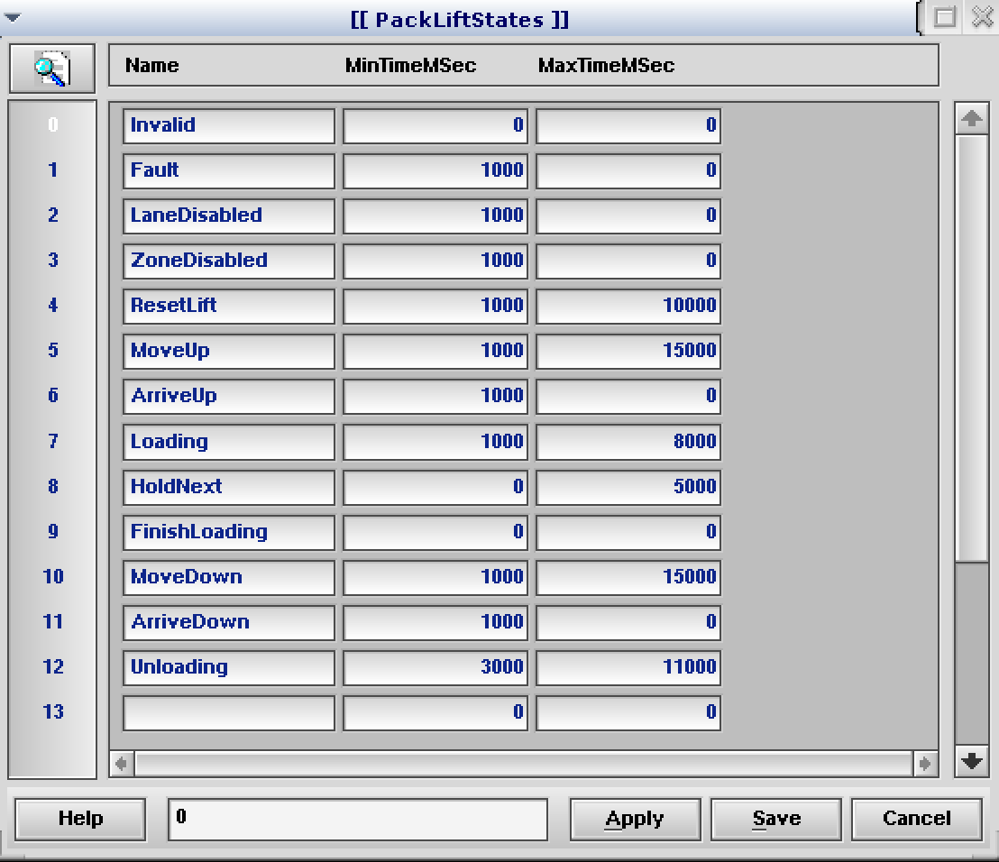 [[ PackLiftStates ]]
Name MinTimeMSec MaxTimeMSec
0 Invalid 0 0
1 Fault 1000 0
2 LaneDisabled 1000 0
3 ZoneDisabled 1000 0
4 ResetLift 1000 10000
5 MoveUp 1000 15000
6 ArriveUp 1000 0
7 Loading 1000 8000
8 HoldNext 0 5000
9 FinishLoading 0 0
10 MoveDown 1000 15000
11 ArriveDown 1000 0
12 Unloading 3000 11000
13 0 0
Help 0 Apply Save Cancel